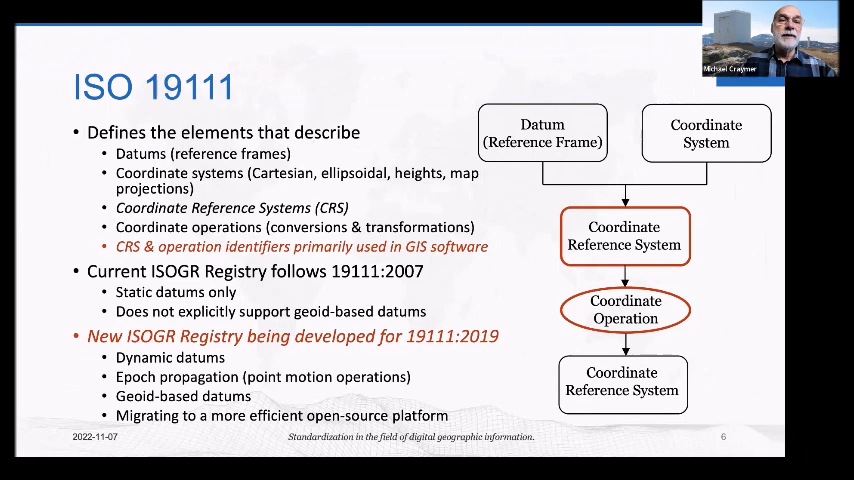 Michael Craymer
ISO 19111
• Defines the elements that describe
• Datums (reference frames)
• Coordinate systems (Cartesian, ellipsoidal, heights, map
projections)
• Coordinate Reference Systems (CRS)
• Coordinate operations (conversions & transformations)
• CRS & operation identifiers primarily used in GIS software
• Current ISOGR Registry follows 19111:2007
• Static datums only
• Does not explicitly support geoid-based datums
• New ISOGR Registry being developed for 19111:2019
• Dynamic datums
• Epoch propagation (point motion operations)
• Geoid-based datums
• Migrating to a more efficient open-source platform
Datum
(Reference Frame)
Coordinate
System
Coordinate
Reference System
Coordinate
Operation
Coordinate
Reference System
2022-11-07
Standardization in the field of digital geographic information.
6